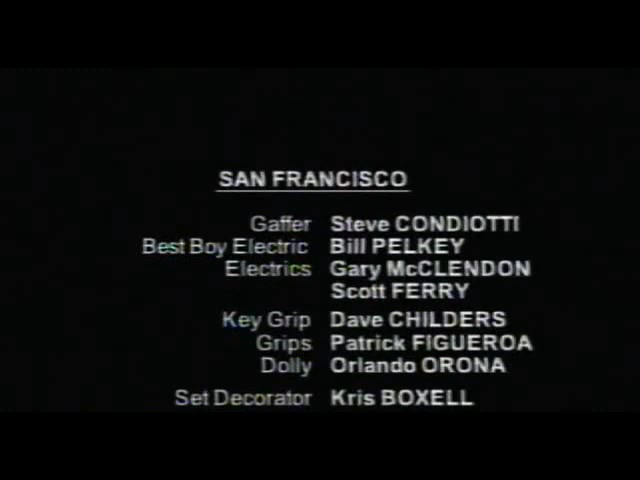 SAN FRANCISCO
Gaffer Steve CONDIOTTI
Best Boy Electric Bill PELKEY
Electrics Gary McCLENDON
Scott FERRY
Key Grip Dave CHILDERS
Grips Patrick FIGUEROA
Dolly Orlando ORONA
Set Decorator Kris BOXELL